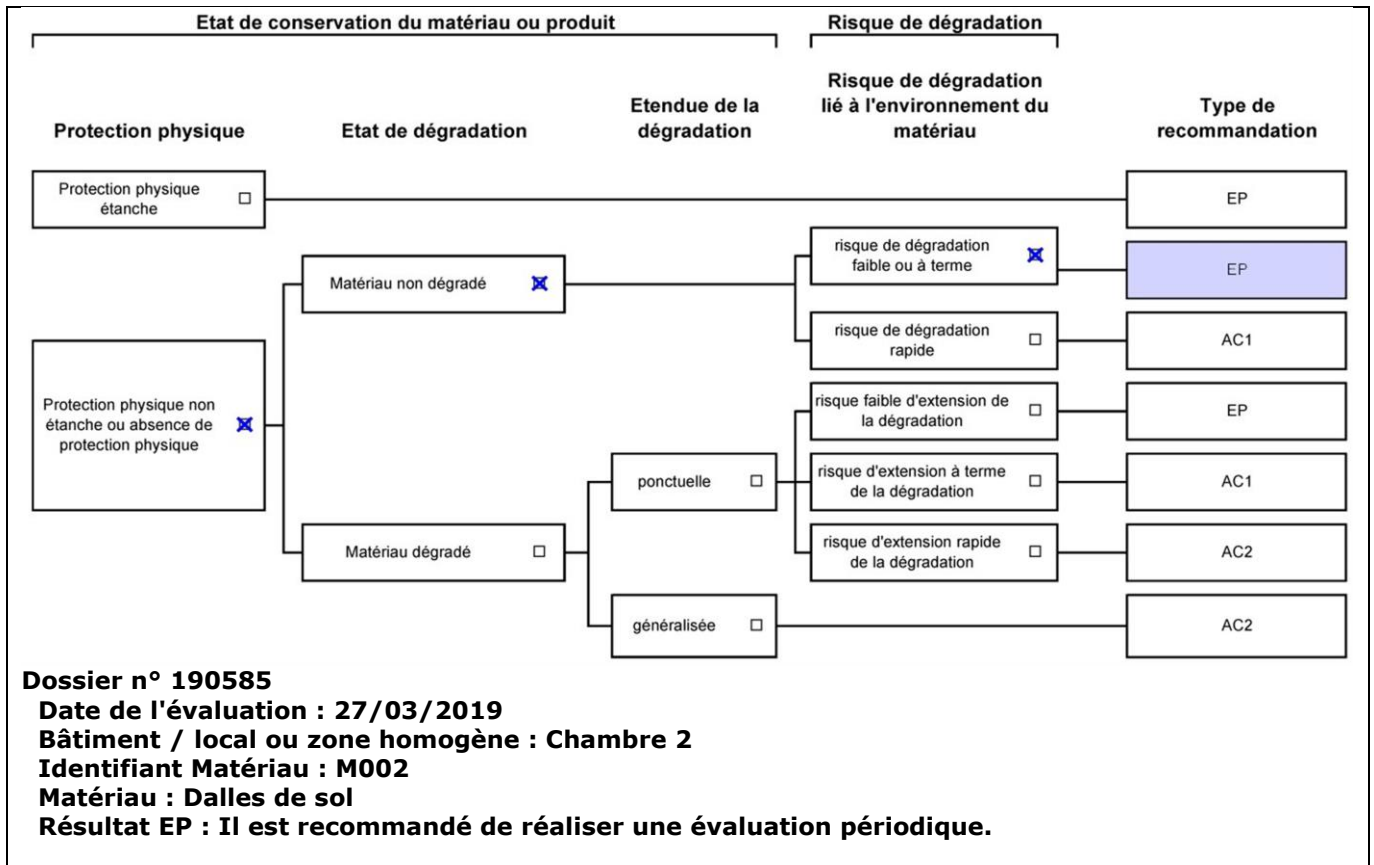 Etat de conservation du matériau ou produit
Risque de dégradation
Protection physique
Etat de dégradation
Etendue de la
dégradation
Risque de dégradation
lié à l'environnement du
matériau
Type de
recommandation
Protection physique
étanche
EP
risque de dégradation
faible ou à terme
EP
Matériau non dégradé
risque de dégradation
rapide
AC1
Protection physique non
étanche ou absence de
protection physique
risque faible d'extension de
la dégradation
EP
ponctuelle
risque d'extension à terme
de la dégradation
AC1
Matériau dégradé
risque d'extension rapide
de la dégradation
AC2
généralisée
AC2
Dossier n° 190585
Date de l'évaluation : 27/03/2019
Bâtiment / local ou zone homogène : Chambre 2
Identifiant Matériau : M002
Matériau : Dalles de sol
Résultat EP : Il est recommandé de réaliser une évaluation périodique.